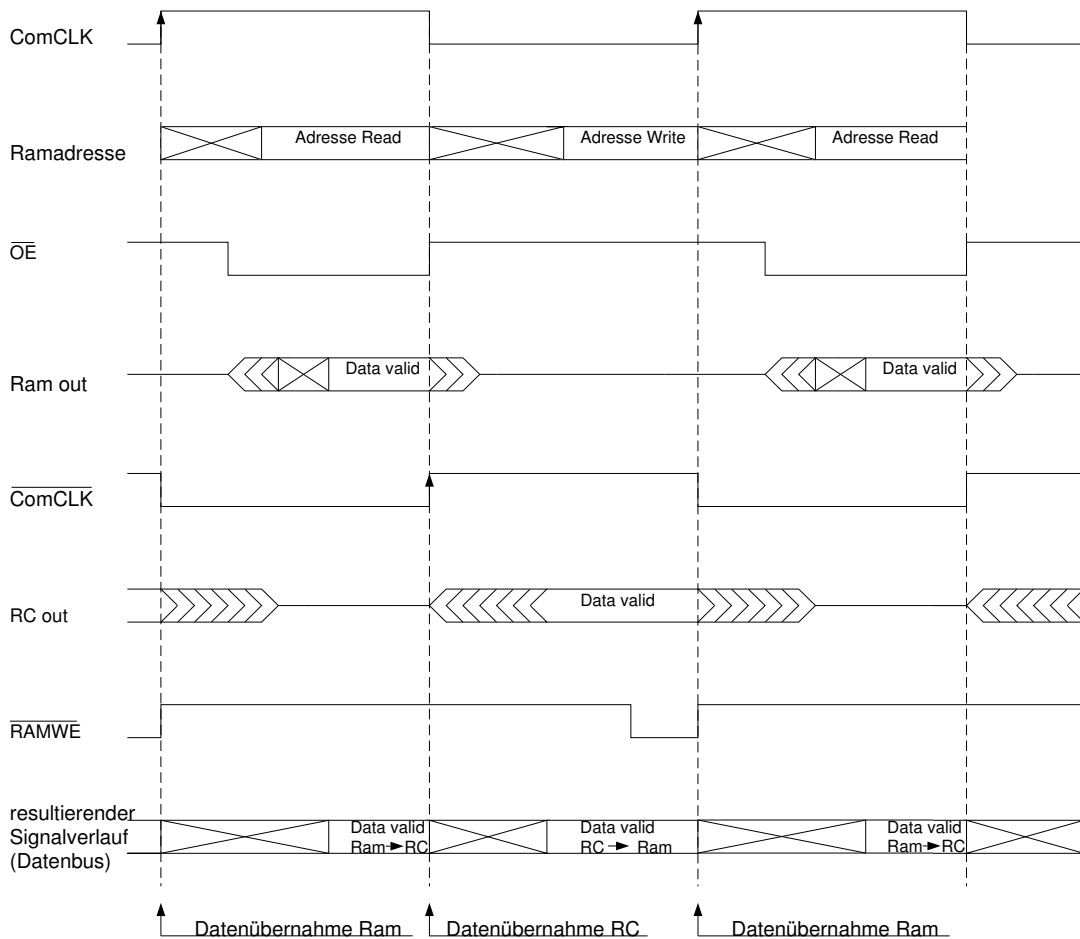 ComCLK
Ramadresse
Adresse Read
Adresse Write
Adresse Read
OE
Ram out
Data valid
Data valid
ComCLK
RC out
Data valid
RAMWE
resultierender
Signalverlauf
(Datenbus)
Data valid
Ram RC
Data valid
RC Ram
Data valid
Ram RC
Datenübernahme Ram
Datenübernahme RC
Datenübernahme Ram